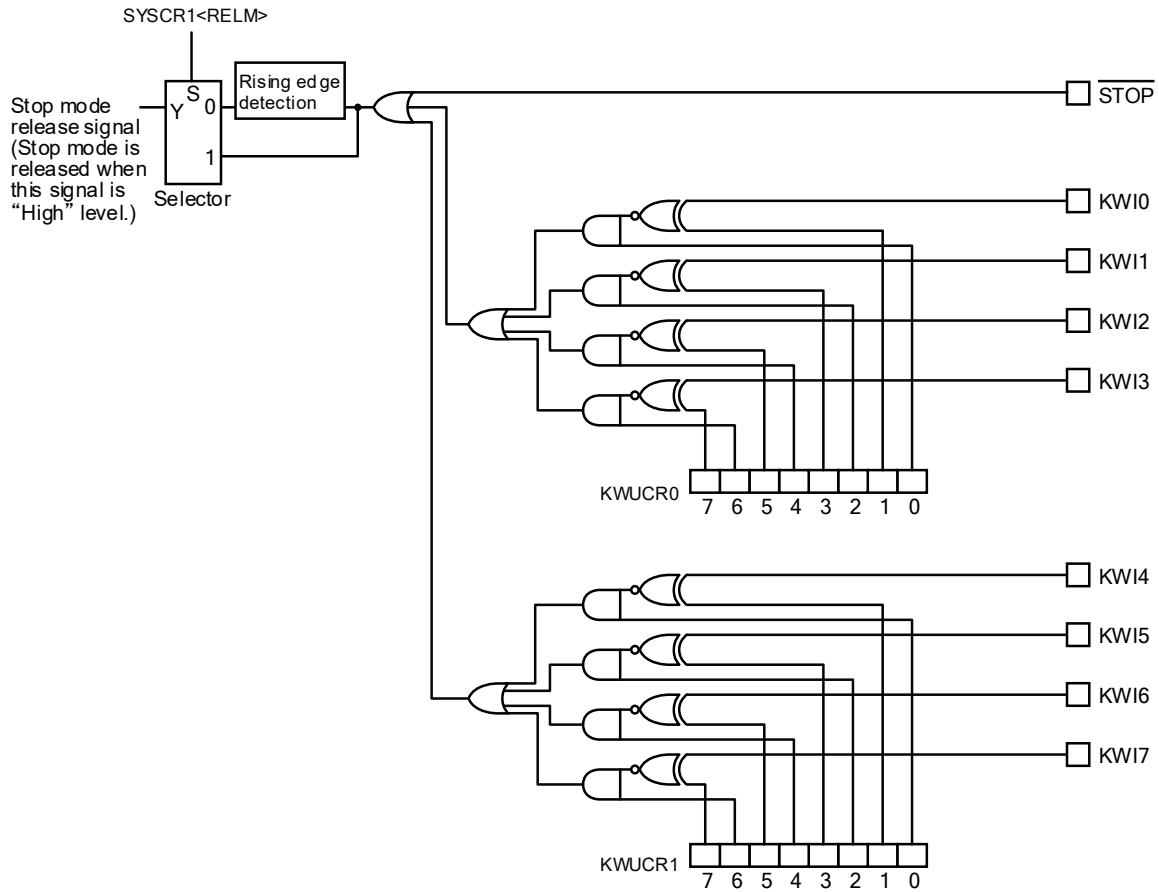 SYSCR1<RELM>
Stop mode
release signal
(Stop mode is
released when
this signal is
“High” level.)
S
Y 0
1
Selector
Rising edge
detection
STOP
KWI0
KWI1
KWI2
KWI3
KWUCR0
7 6 5 4 3 2 1 0
KWI4
KWI5
KWI6
KWI7
KWUCR1
7 6 5 4 3 2 1 0